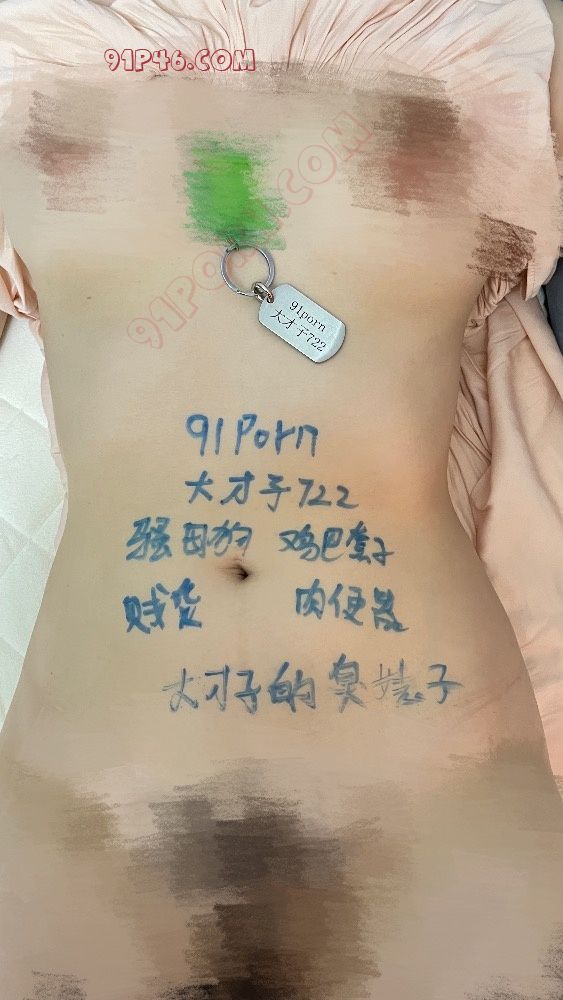 91P46.COM
91PORN.COM
91porn
大才子722
91Porn
大才子722
骚母狗 鸡巴套子
贱货 肉便器
大才子的臭婊子